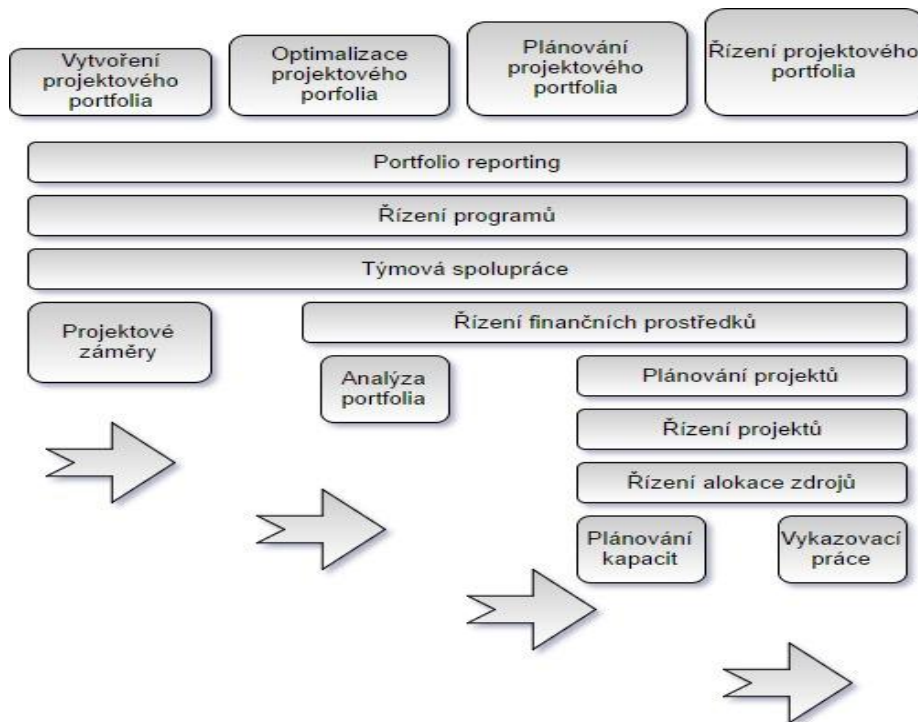 Vytvoření
projektového
portfolia
Optimalizace
projektového
porfolia
Plánování
projektového
portfolia
Řízení projektového
portfolia
Portfolio reporting
Řízení programů
Týmová spolupráce
Projektové
záměry
Řízení finančních prostředků
Analýza
portfolia
Plánování projektů
Řízení projektů
Řízení alokace zdrojů
Plánování
kapacit
Vykazovací
práce